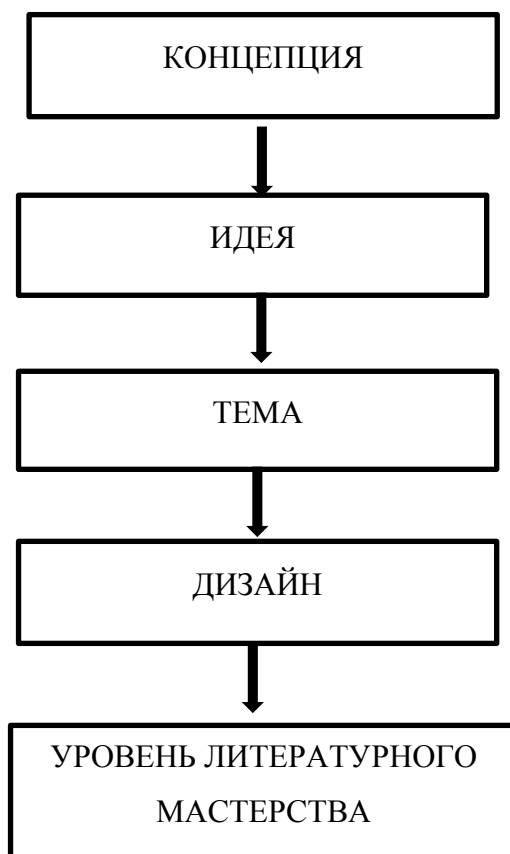 КОНЦЕПЦИЯ
ИДЕЯ
ТЕМА
ДИЗАЙН
УРОВЕНЬ ЛИТЕРАТУРНОГО
МАСТЕРСТВА